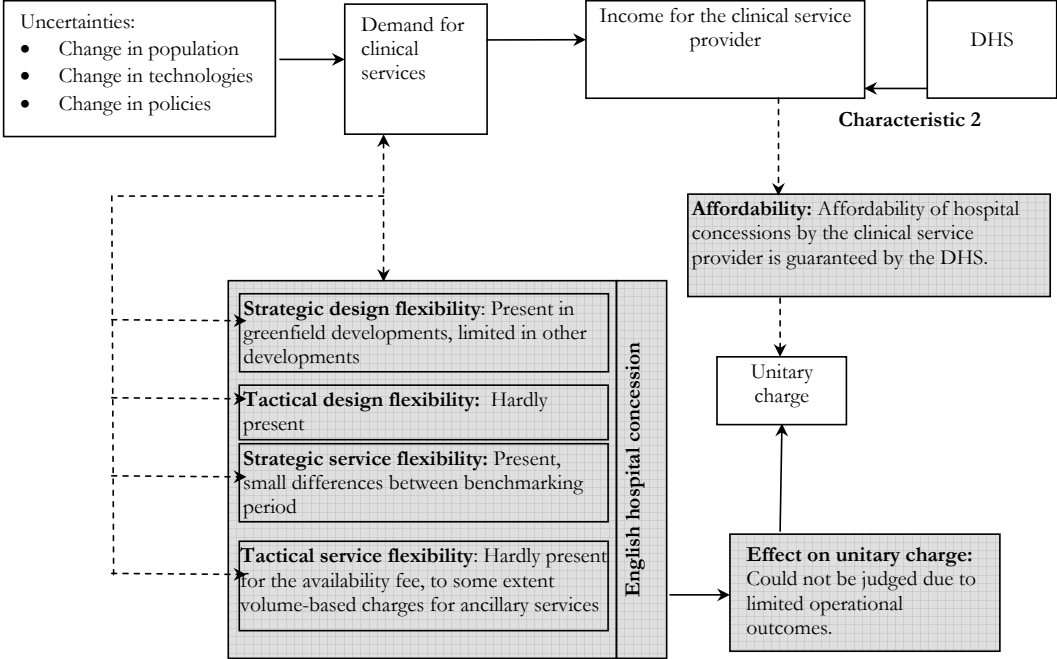 Uncertainties:
• Change in population
• Change in technologies
• Change in policies
Demand for
clinical
services
Income for the clinical service
provider
DHS
Characteristic 2
Affordability: Affordability of hospital
concessions by the clinical service
provider is guaranteed by the DHS.
Strategic design flexibility: Present in
greenfield developments, limited in other
developments
Tactical design flexibility: Hardly
present
Strategic service flexibility: Present,
small differences between benchmarking
period
Tactical service flexibility: Hardly present
for the availability fee, to some extent
volume-based charges for ancillary services
English hospital concession
Unitary
charge
Effect on unitary charge:
Could not be judged due to
limited operational
outcomes.